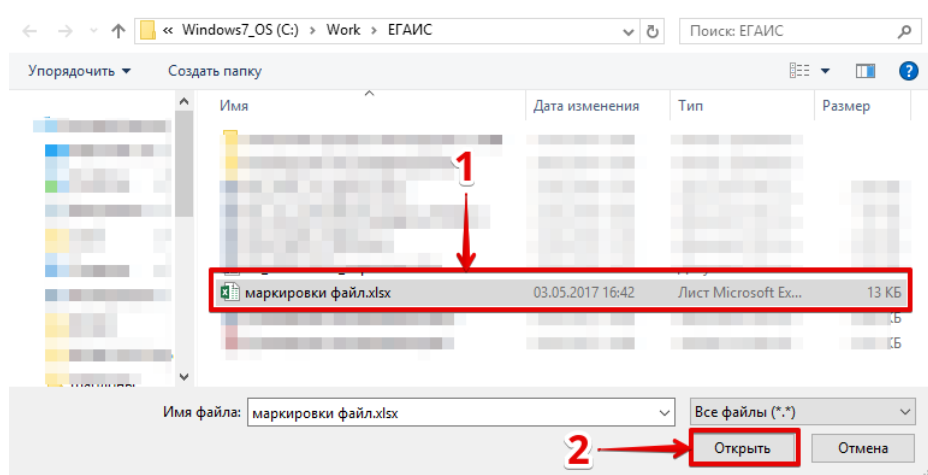 « Windows7_OS (C:) › Work › ЕГАИС Поиск: ЕГАИС
Упорядочить Создать папку ?
Имя Дата изменения Тип Размер
1
маркировки файл.xlsx 03.05.2017 16:42 Лист Microsoft Ex... 13 КБ
КБ
КБ
Имя файла: маркировки файл.xlsx Все файлы (*.*)
2 Открыть Отмена